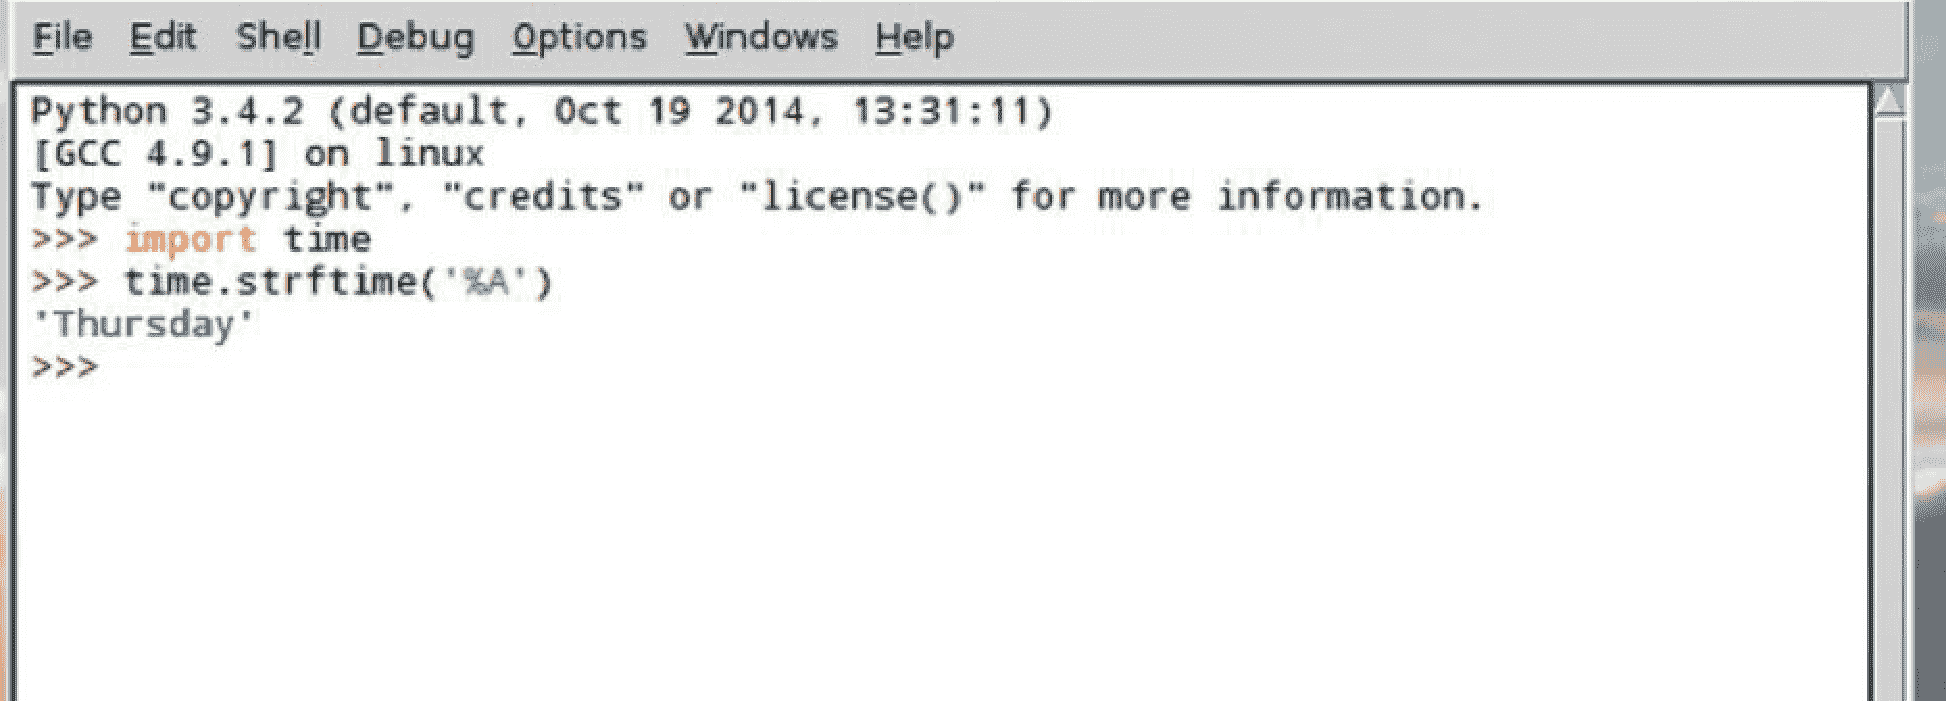 File Edit Shell Debug Options Windows Help
Python 3.4.2 (default, Oct 19 2014, 13:31:11)
[GCC 4.9.1] on linux
Type "copyright", "credits" or "license()" for more information.
>>> import time
>>> time.strftime('%A')
'Thursday'
>>>